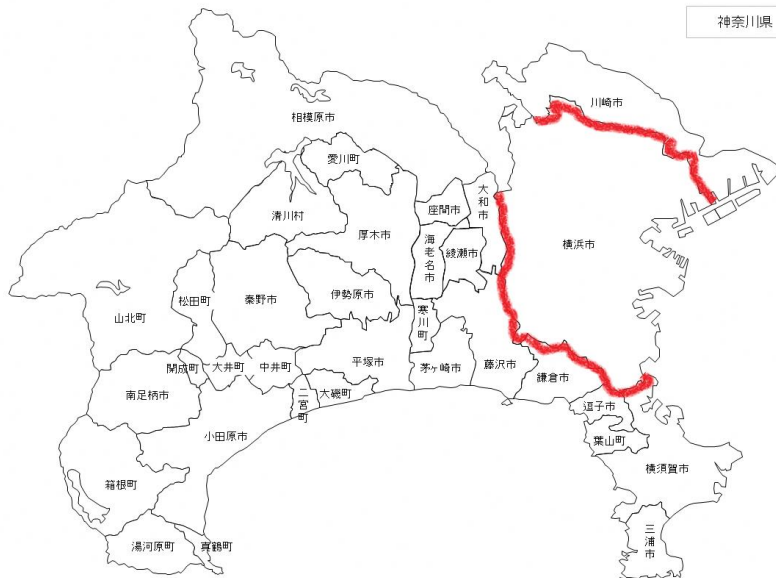 神奈川県
川崎市
相模原市
愛川町
大和市
清川村
座間市
厚木市
海老名市
綾瀬市
横浜市
伊勢原市
秦野市
松田町
山北町
寒川町
開成町
大井町
中井町
平塚市
茅ヶ崎市
藤沢市
鎌倉市
南足柄市
二宮町
大磯町
逗子市
小田原市
葉山町
横須賀市
箱根町
湯河原町
真鶴町
三浦市